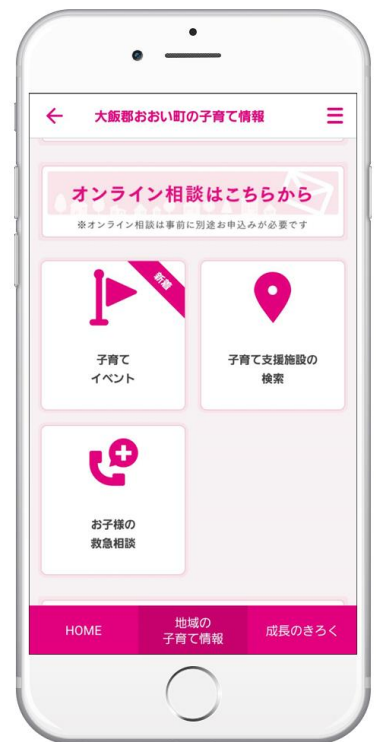 大飯郡おおい町の子育て情報
オンライン相談はこちらから
※オンライン相談は事前に別途お申込みが必要です
新着
子育て
イベント
子育て支援施設の
検索
お子様の
救急相談
HOME
地域の
子育て情報
成長のきろく